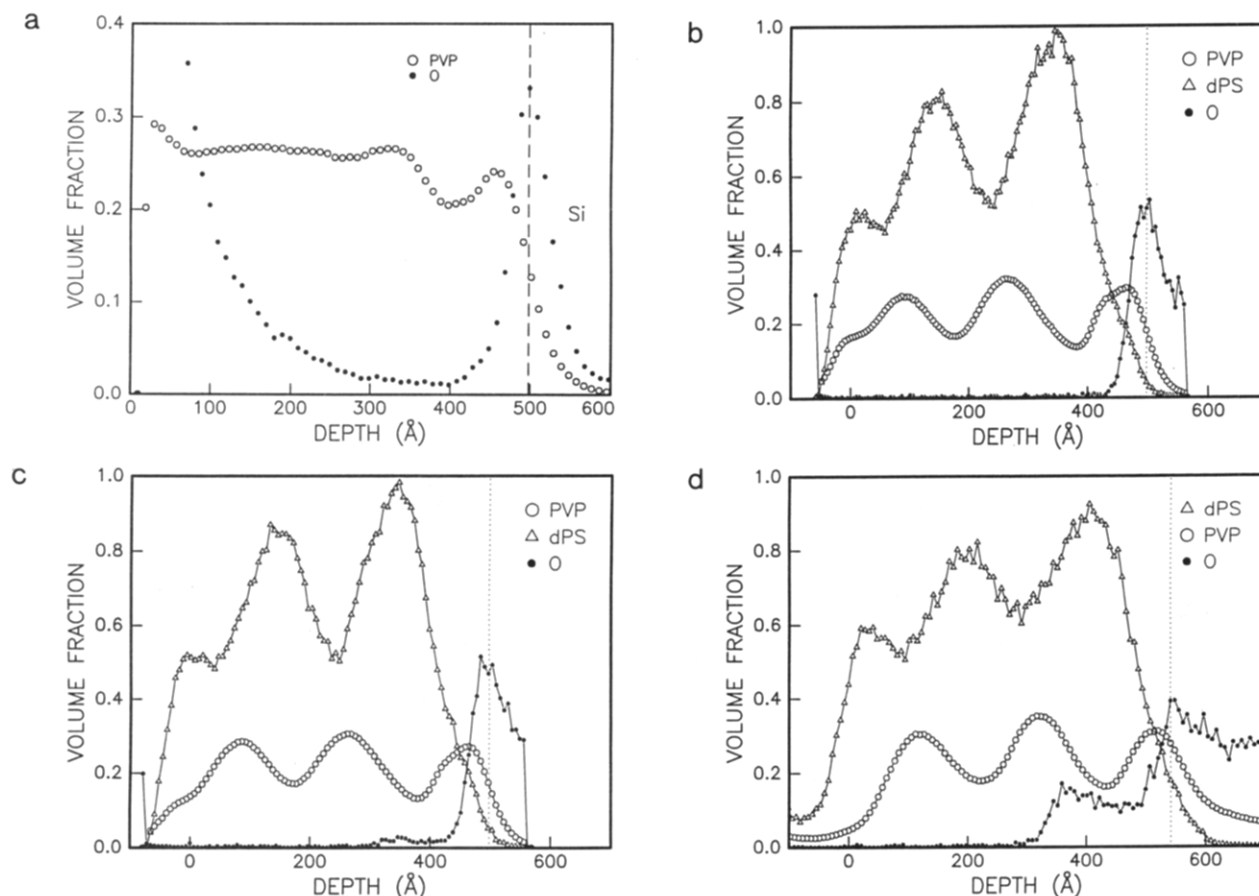 a
0.4
0.3
0.2
0.1
0.0
VOLUME FRACTION
PVP
O
Si
0 100 200 300 400 500 600
DEPTH (Å)
b
1.0
0.8
0.6
0.4
0.2
0.0
VOLUME FRACTION
PVP
dPS
O
0 200 400 600
DEPTH (Å)
c
1.0
0.8
0.6
0.4
0.2
0.0
VOLUME FRACTION
PVP
dPS
O
0 200 400 600
DEPTH (Å)
d
1.0
0.8
0.6
0.4
0.2
0.0
VOLUME FRACTION
dPS
PVP
O
0 200 400 600
DEPTH (Å)